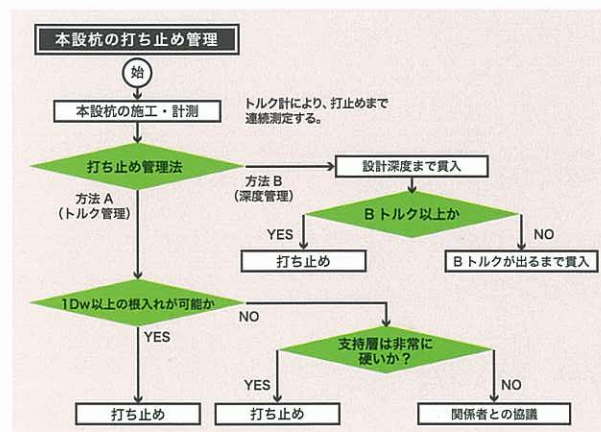 本設杭の打ち止め管理
始
本設杭の施工・計測
トルク計により、打止めまで
連続測定する。
打ち止め管理法
設計深度まで貫入
方法 A
（トルク管理）
方法 B
（深度管理）
B トルク以上か
YES
NO
打ち止め
B トルクが出るまで貫入
1Dw以上の根入れが可能か
NO
YES
支持層は非常に
硬いか？
YES
NO
打ち止め
打ち止め
関係者との協議